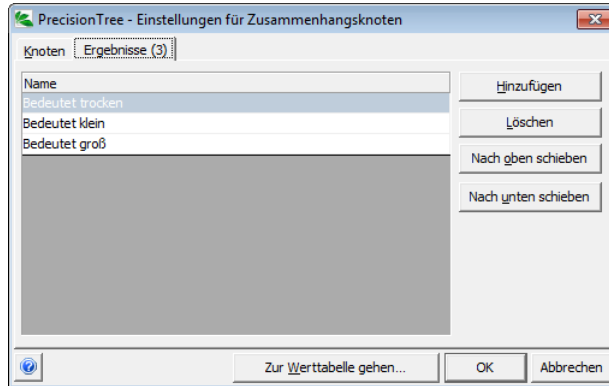 PrecisionTree - Einstellungen für Zusammenhangsknoten
Knoten Ergebnisse (3)
Name
Bedeutet trocken
Bedeutet klein
Bedeutet groß
Hinzufügen
Löschen
Nach oben schieben
Nach unten schieben
Zur Werttabelle gehen... OK Abbrechen